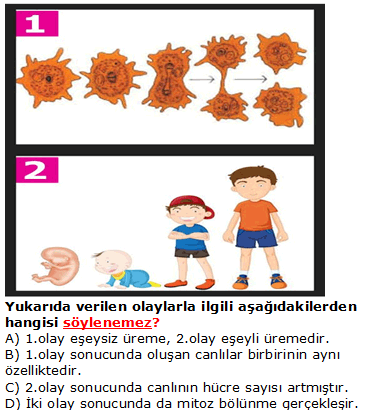 1
2
Yukarıda verilen olaylarla ilgili aşağıdakilerden
hangisi söylenemez?
A) 1.olay eşeysiz üreme, 2.olay eşeyli üremedir.
B) 1.olay sonucunda oluşan canlılar birbirinin aynı
özelliktedir.
C) 2.olay sonucunda canlının hücre sayısı artmıştır.
D) İki olay sonucunda da mitoz bölünme gerçekleşir.